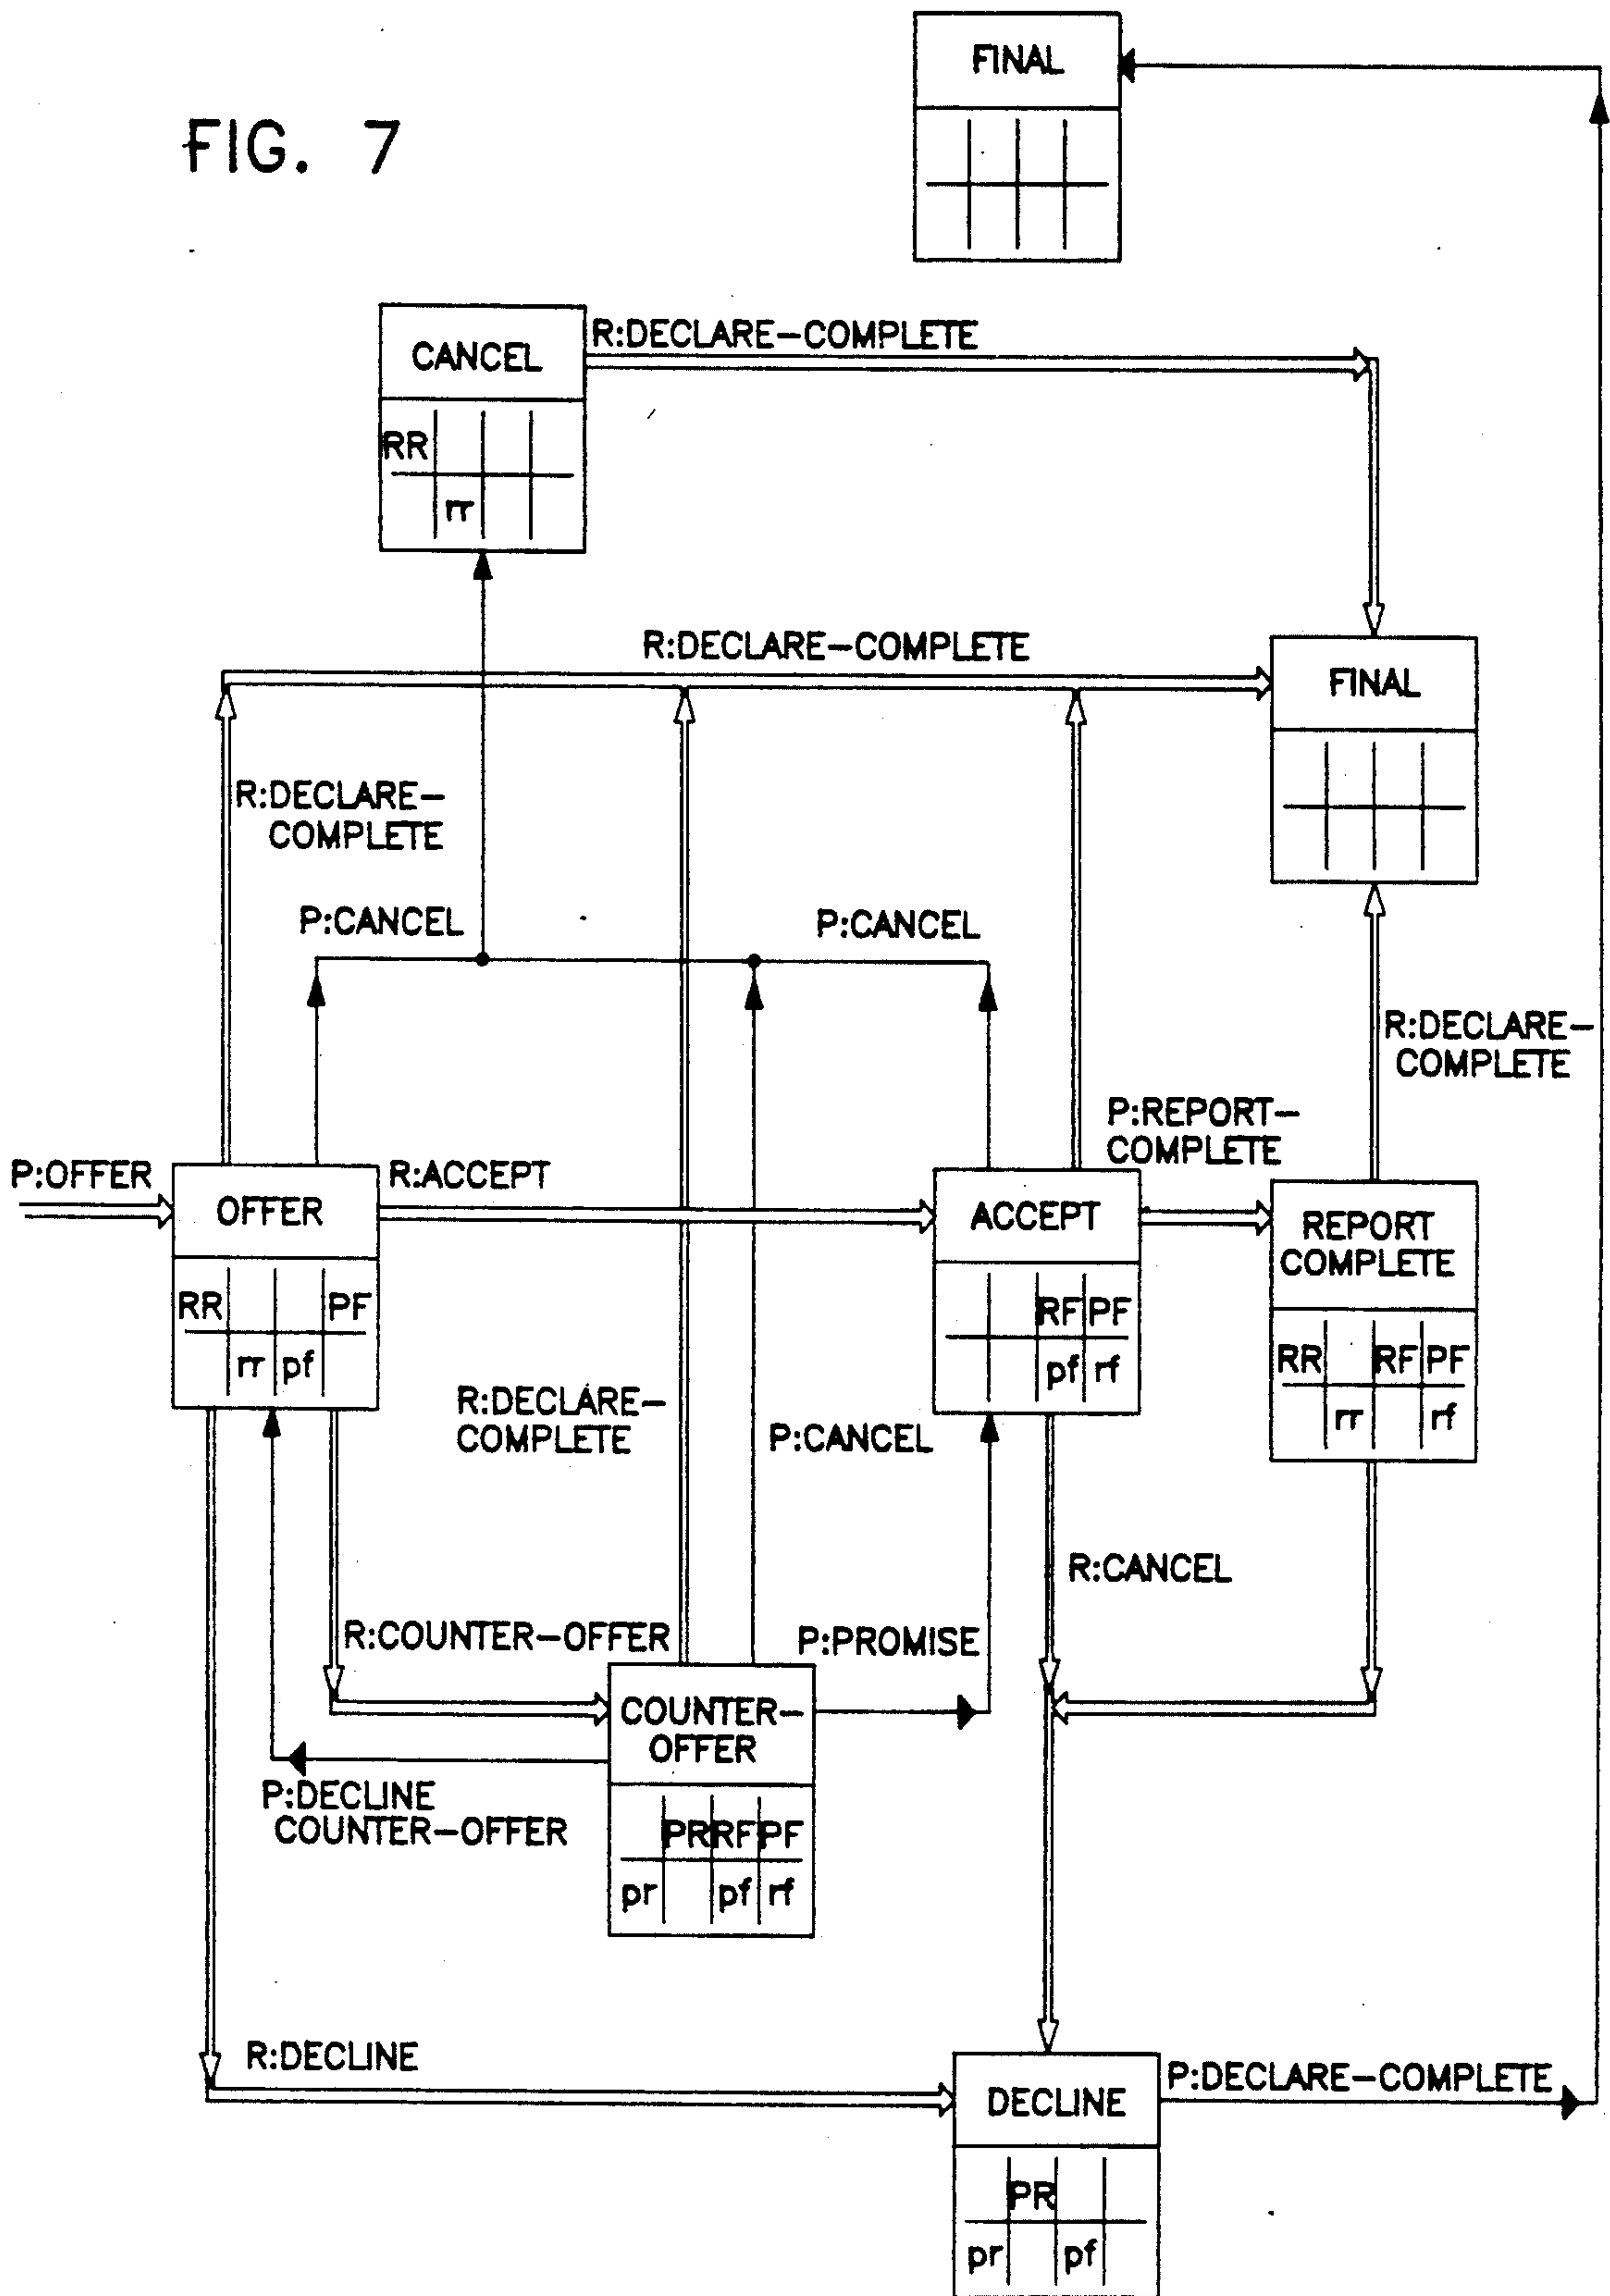 FINAL
FIG. 7
CANCEL
R:DECLARE-COMPLETE
RR
rr
R:DECLARE-COMPLETE
FINAL
R:DECLARE-
COMPLETE
P:CANCEL
P:CANCEL
R:DECLARE-
COMPLETE
P:REPORT-
COMPLETE
P:OFFER
OFFER
R:ACCEPT
ACCEPT
REPORT
COMPLETE
RR PF
rr pf
RF PF
pf rf
RR RF PF
rr rf
R:DECLARE-
COMPLETE
P:CANCEL
R:CANCEL
R:COUNTER-OFFER
P:PROMISE
COUNTER-
OFFER
P:DECLINE
COUNTER-OFFER
PR RF PF
pr pf rf
R:DECLINE
DECLINE
P:DECLARE-COMPLETE
PR
pr pf